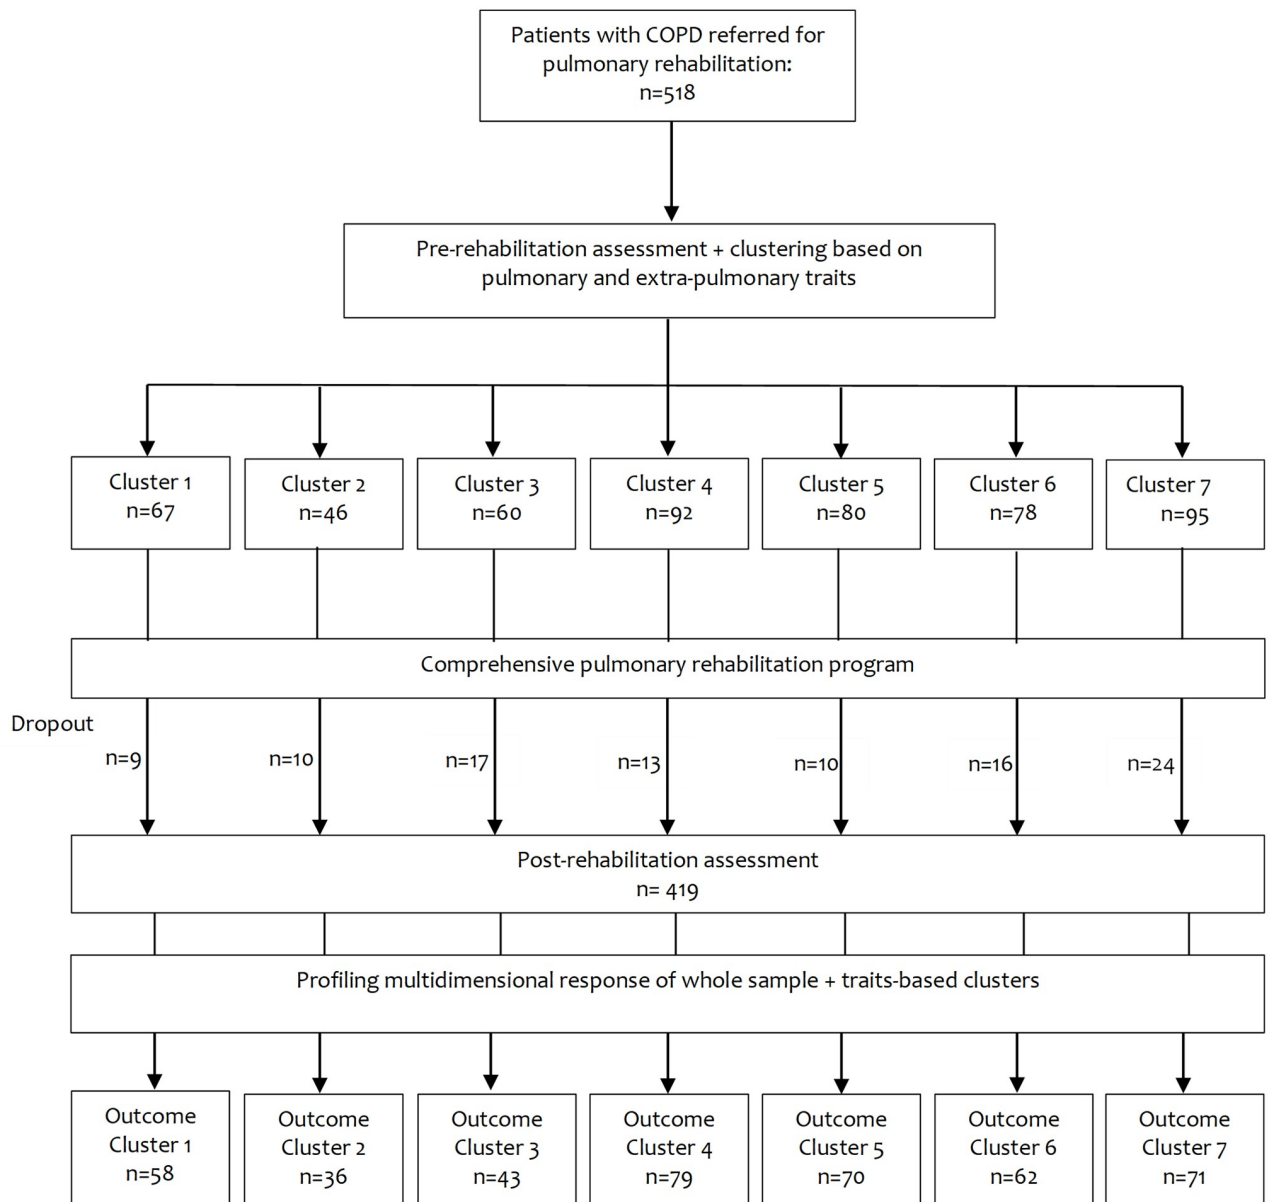 Patients with COPD referred for
pulmonary rehabilitation:
n=518
Pre-rehabilitation assessment + clustering based on
pulmonary and extra-pulmonary traits
Cluster 1
n=67
Cluster 2
n=46
Cluster 3
n=60
Cluster 4
n=92
Cluster 5
n=80
Cluster 6
n=78
Cluster 7
n=95
Comprehensive pulmonary rehabilitation program
Dropout
n=9
n=10
n=17
n=13
n=10
n=16
n=24
Post-rehabilitation assessment
n= 419
Profiling multidimensional response of whole sample + traits-based clusters
Outcome
Cluster 1
n=58
Outcome
Cluster 2
n=36
Outcome
Cluster 3
n=43
Outcome
Cluster 4
n=79
Outcome
Cluster 5
n=70
Outcome
Cluster 6
n=62
Outcome
Cluster 7
n=71